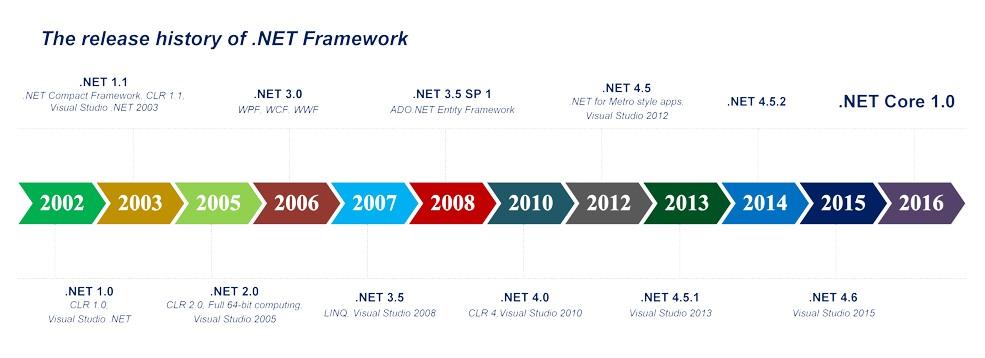 The release history of .NET Framework
.NET 1.1
.NET Compact Framework, CLR 1.1,
Visual Studio .NET 2003
.NET 3.0
WPF, WCF, WWF
.NET 3.5 SP 1
ADO.NET Entity Framework
.NET 4.5
.NET for Metro style apps,
Visual Studio 2012
.NET 4.5.2
.NET Core 1.0
2002 2003 2005 2006 2007 2008 2010 2012 2013 2014 2015 2016
.NET 1.0
CLR 1.0,
Visual Studio .NET
.NET 2.0
CLR 2.0, Full 64-bit computing,
Visual Studio 2005
.NET 3.5
LINQ, Visual Studio 2008
.NET 4.0
CLR 4,Visual Studio 2010
.NET 4.5.1
Visual Studio 2013
.NET 4.6
Visual Studio 2015